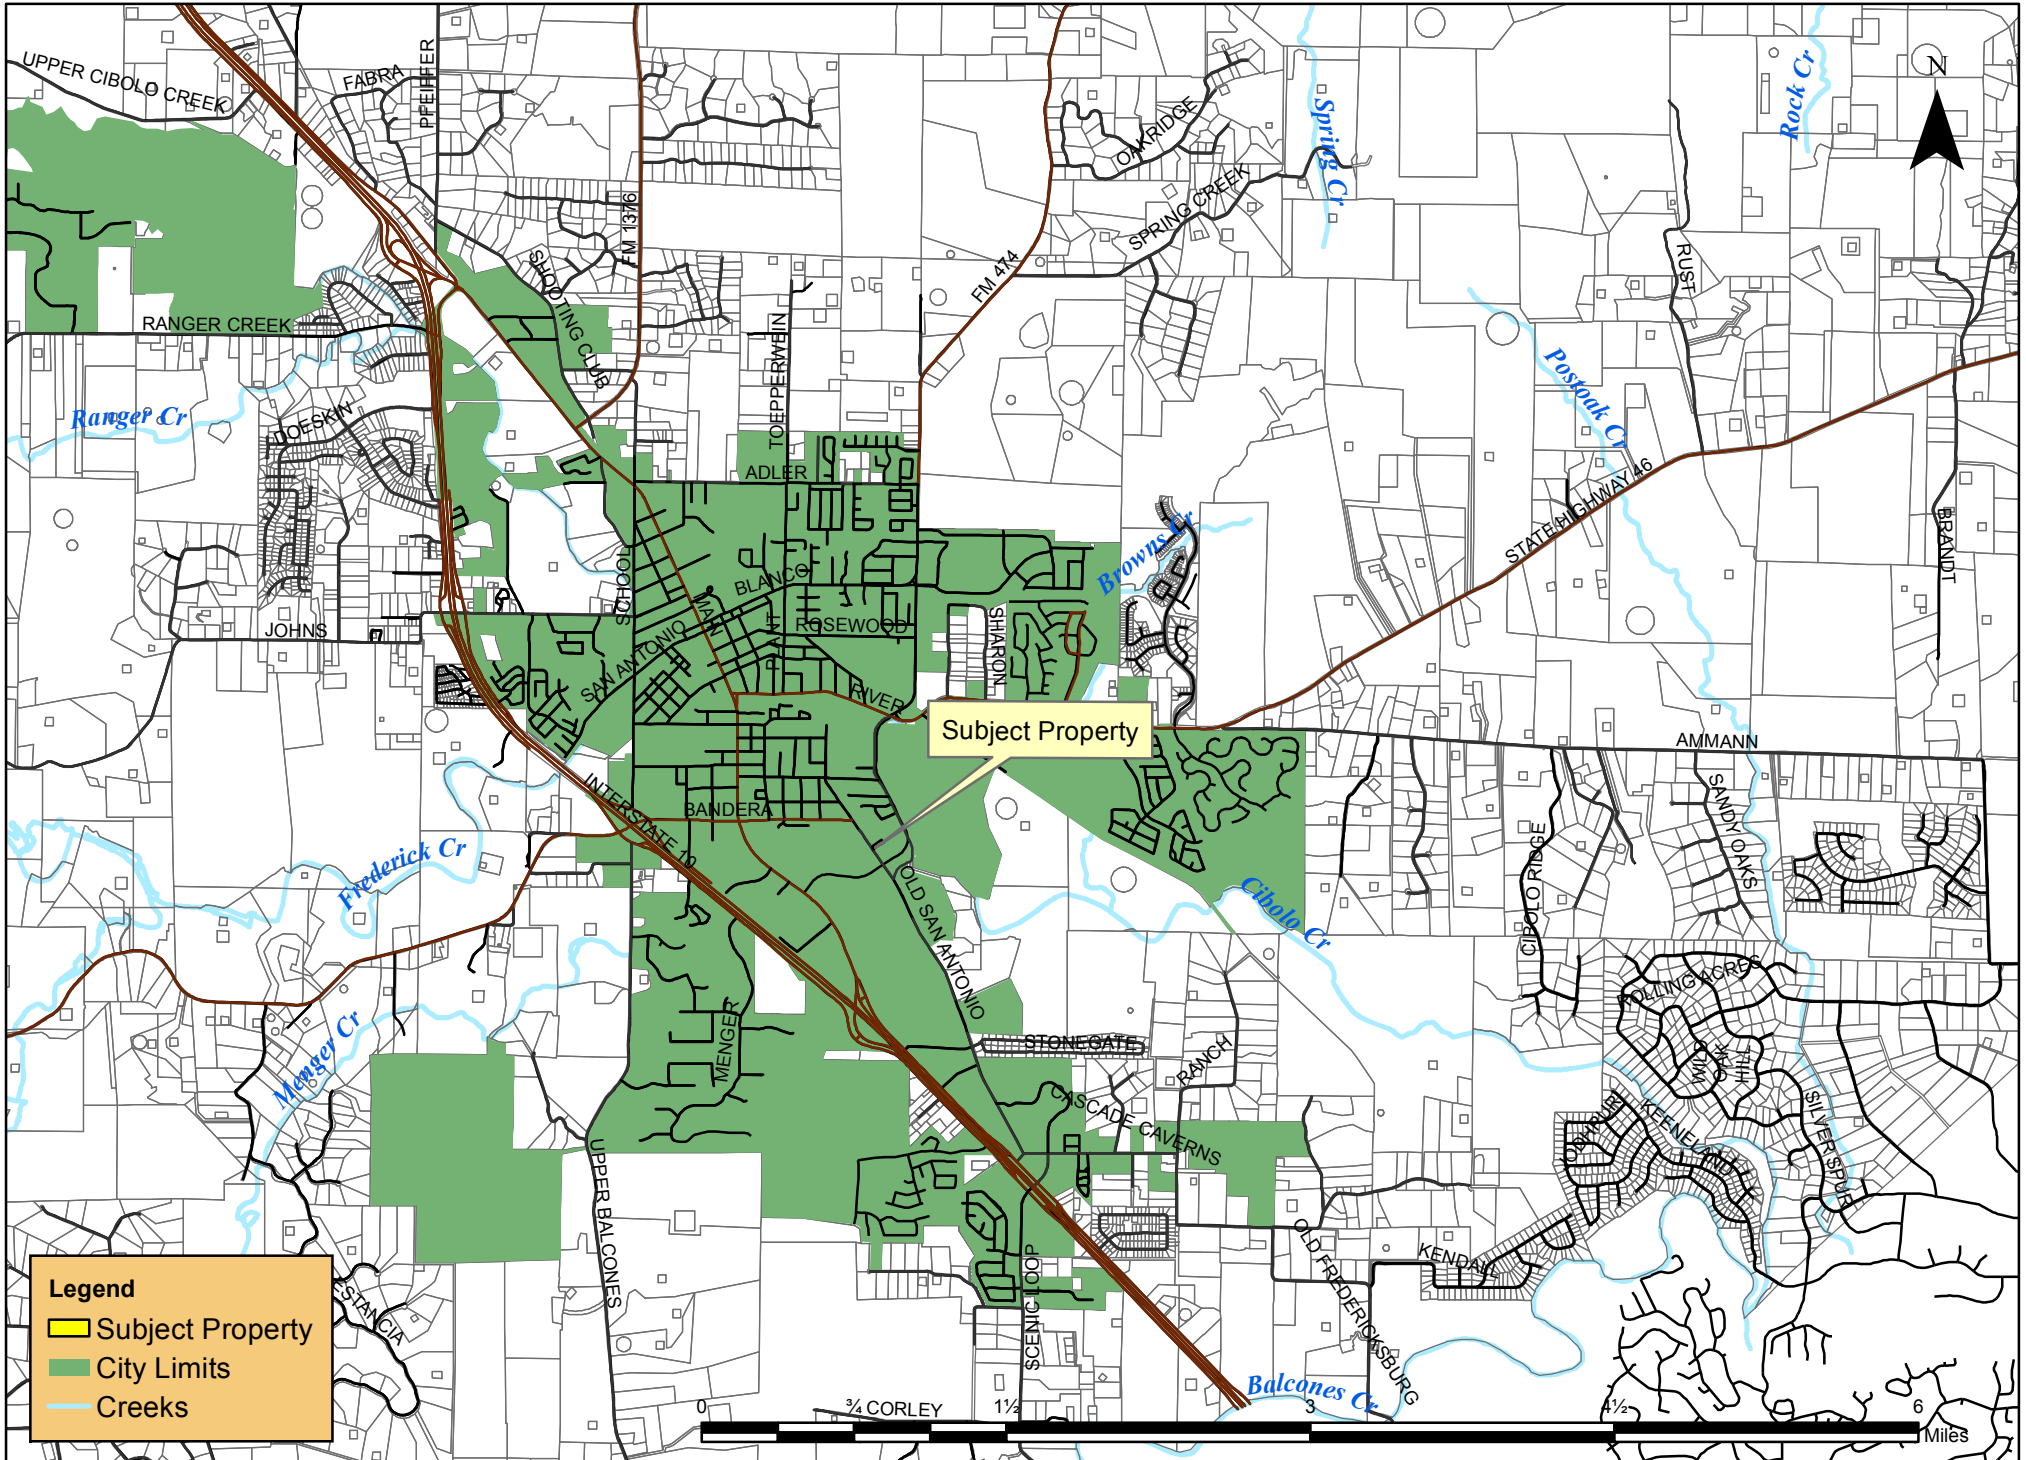 UPPER CIBOLO CREEK
FABRA
PFEIFFER
FM 1376
SHOOTING CLUB
OAKRIDGE
SPRING CREEK
Spring Cr
Rock Cr
N
RUST
FM 474
RANGER CREEK
TOEPPERWEIN
Ranger Cr
DOESKIN
ADLER
Postoak Cr
STATE HIGHWAY 46
BRANDT
Browns Cr
SCHOOL
BLANCO
MAIN
PLANT
ROSEWOOD
SHARON
JOHNS
SAN ANTONIO
RIVER
Subject Property
AMMANN
SANDY OAKS
INTERSTATE 10
BANDERA
CIBOLO RIDGE
Frederick Cr
OLD SAN ANTONIO
Cibolo Cr
ROLLING ACRES
MENGER
Menger Cr
STONEGATE
RANCH
WILD
OAK
HILL
CASCADE CAVERNS
KEENELAND
SILVER SPUR
UPPER BALCONES
SCENIC LOOP
OLD FREDERICKSBURG
KENDALL
ESTANCIA
Legend
Subject Property
City Limits
Creeks
Balcones Cr
CORLEY
0 ¾ 1½ 3 4½ 6
Miles